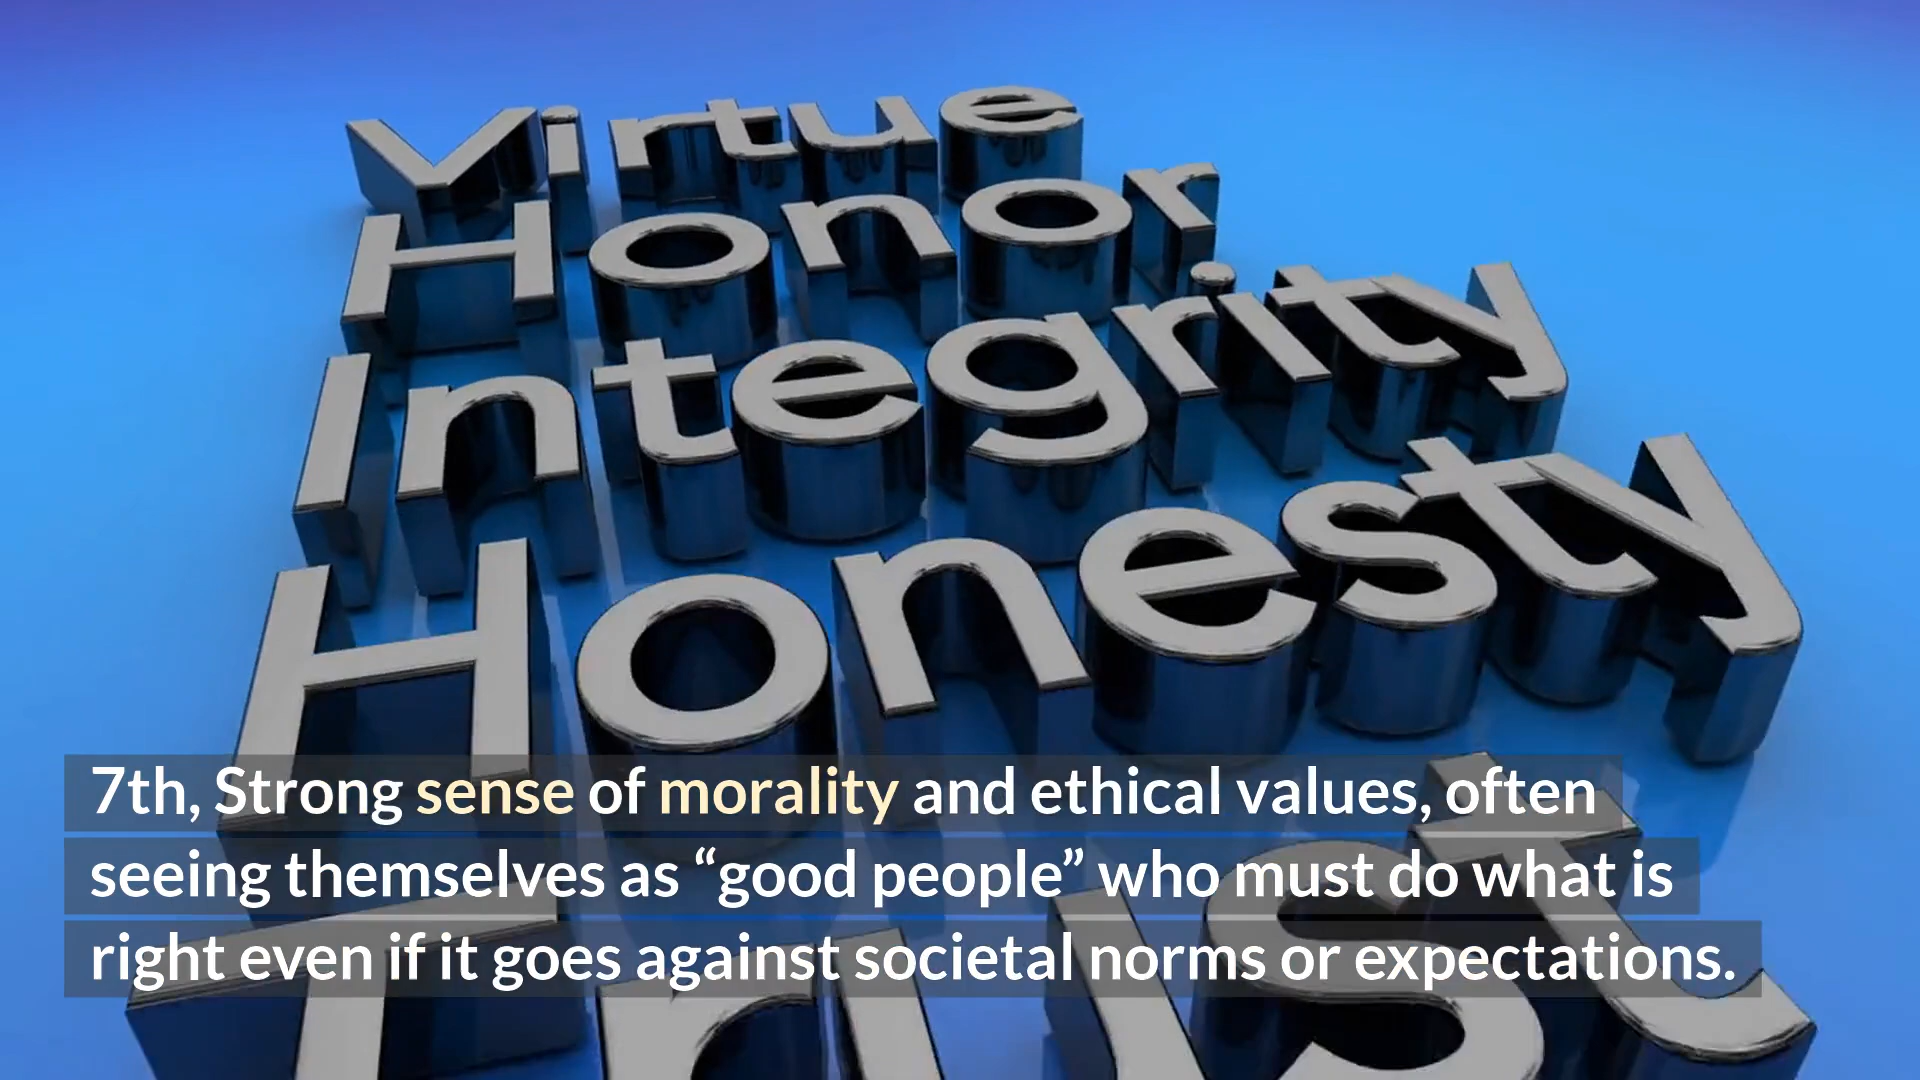 Virtue
Honor
Integrity
Honesty
Trust
7th, Strong sense of morality and ethical values, often
seeing themselves as “good people” who must do what is
right even if it goes against societal norms or expectations.